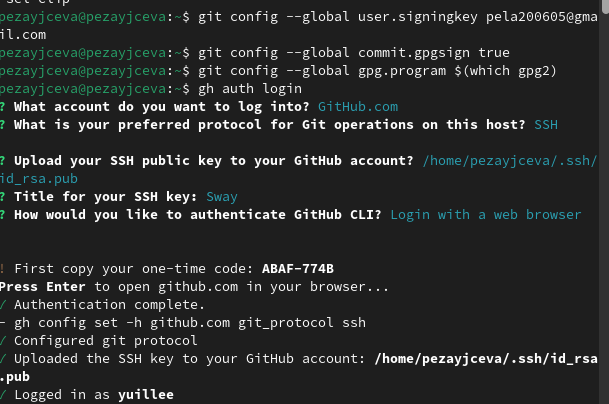 pezayjceva@pezayjceva:~$ git config --global user.signingkey pela200605@gma
il.com
pezayjceva@pezayjceva:~$ git config --global commit.gpgsign true
pezayjceva@pezayjceva:~$ git config --global gpg.program $(which gpg2)
pezayjceva@pezayjceva:~$ gh auth login
? What account do you want to log into? GitHub.com
? What is your preferred protocol for Git operations on this host? SSH
? Upload your SSH public key to your GitHub account? /home/pezayjceva/.ssh/
id_rsa.pub
? Title for your SSH key: Sway
? How would you like to authenticate GitHub CLI? Login with a web browser
! First copy your one-time code: ABAF-774B
Press Enter to open github.com in your browser...
✓ Authentication complete.
- gh config set -h github.com git_protocol ssh
✓ Configured git protocol
✓ Uploaded the SSH key to your GitHub account: /home/pezayjceva/.ssh/id_rsa
.pub
✓ Logged in as yuillee